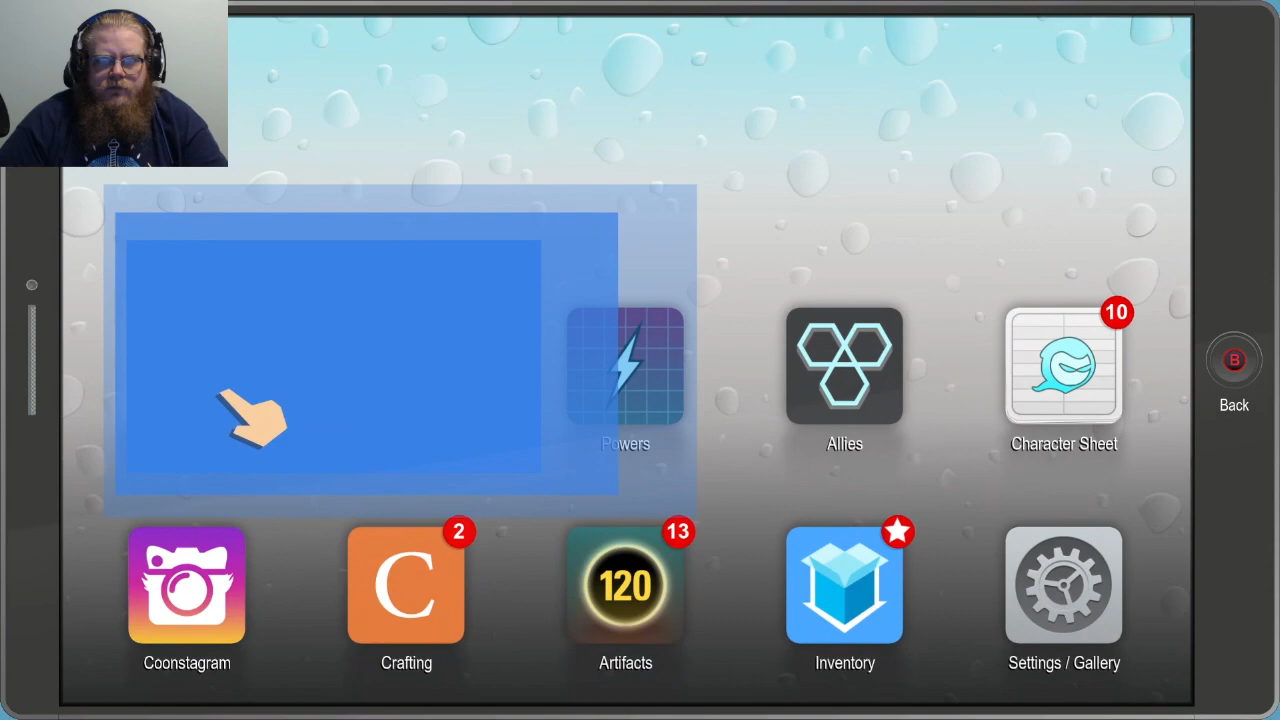 10
Powers
Allies
Character Sheet
B
Back
2
13
C
120
Coonstagram
Crafting
Artifacts
Inventory
Settings / Gallery